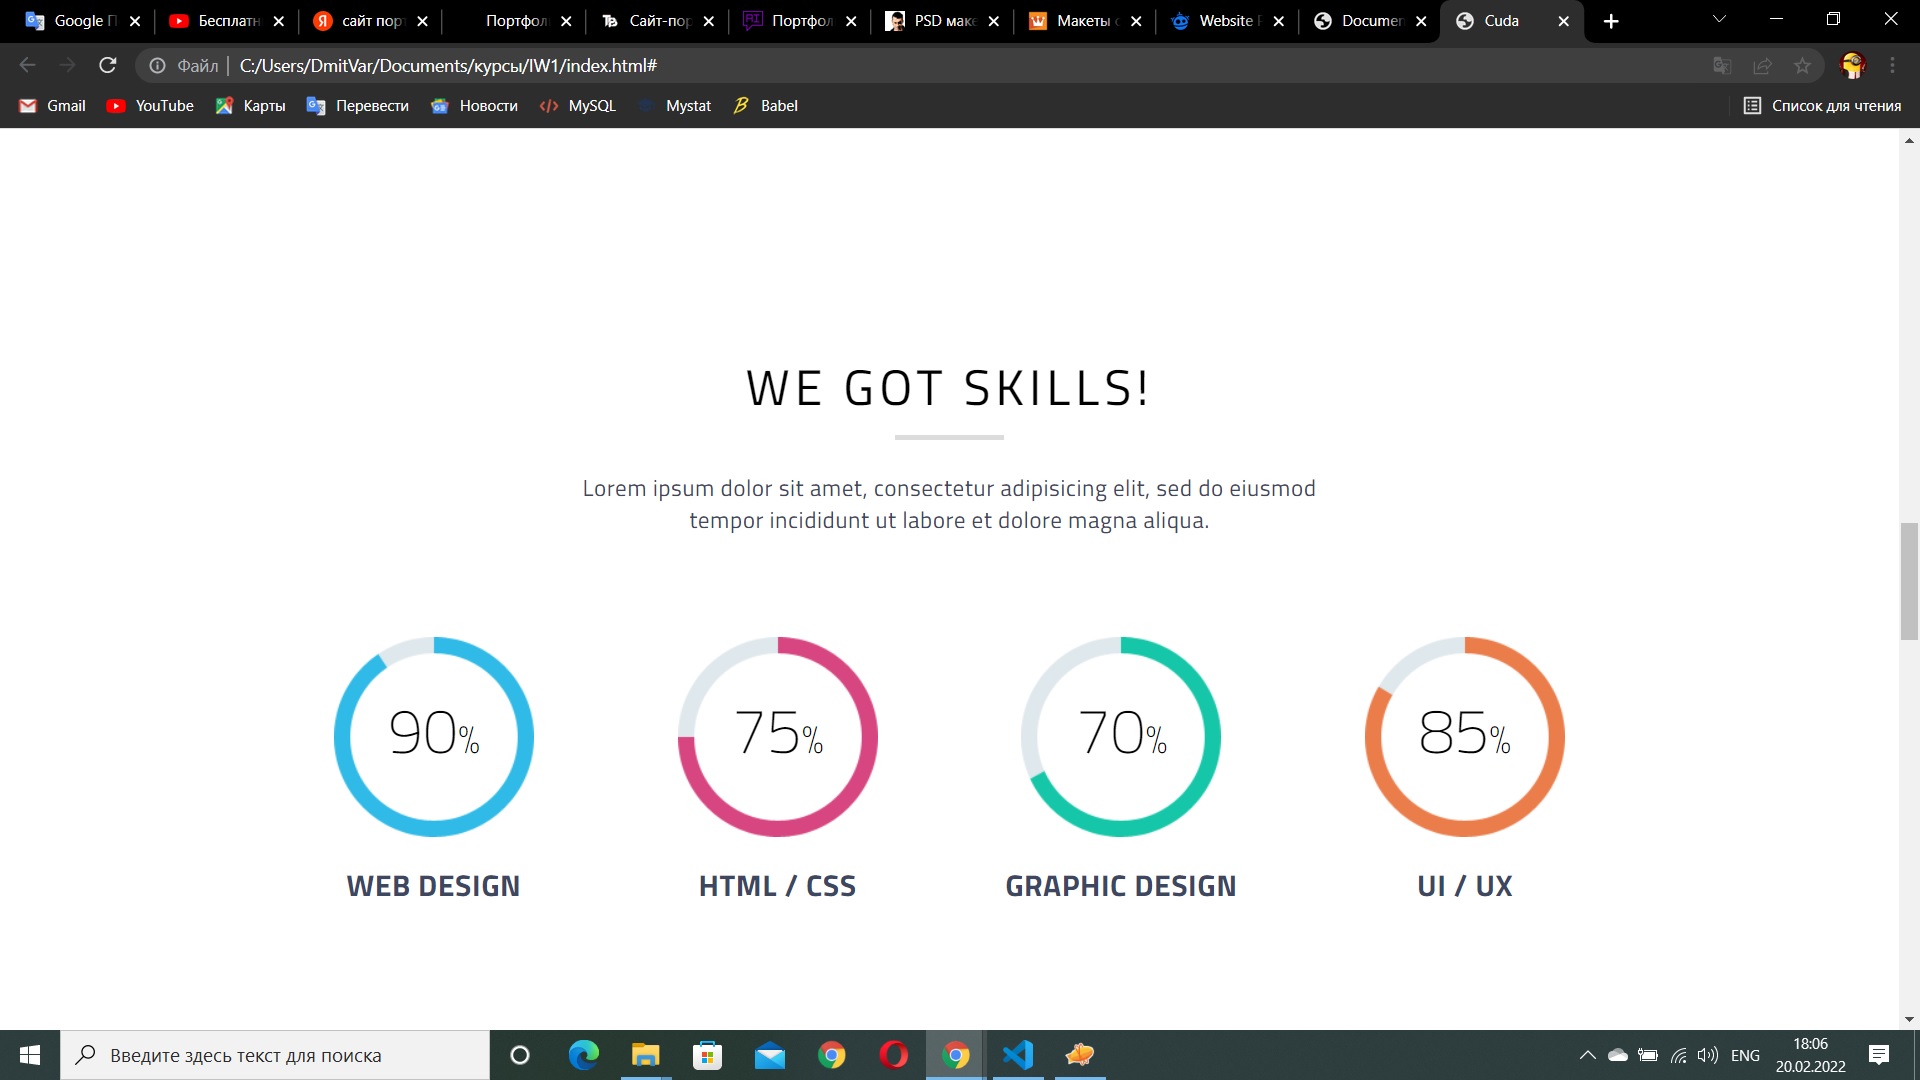 Google П
Бесплатн
сайт пор
Портфол
Сайт-пор
Портфол
PSD маке
Макеты с
Website
Documen
Cuda
Файл
C:/Users/DmitVar/Documents/курсы/IW1/index.html#
Gmail
YouTube
Карты
Перевести
Новости
MySQL
Mystat
Babel
Список для чтения
WE GOT SKILLS!
Lorem ipsum dolor sit amet, consectetur adipisicing elit, sed do eiusmod
tempor incididunt ut labore et dolore magna aliqua.
90%
75%
70%
85%
WEB DESIGN
HTML / CSS
GRAPHIC DESIGN
UI / UX
Введите здесь текст для поиска
ENG
18:06
20.02.2022